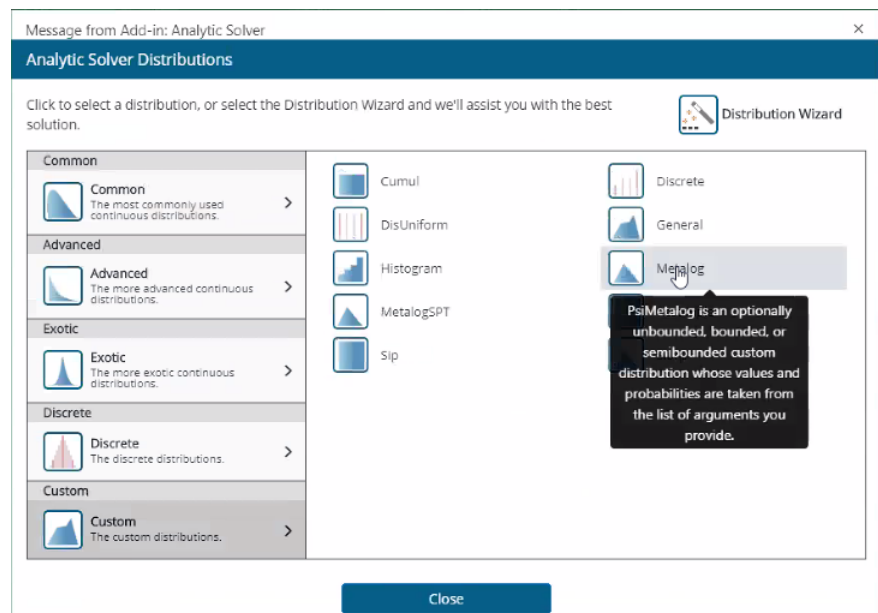 Message from Add-in: Analytic Solver
Analytic Solver Distributions
Click to select a distribution, or select the Distribution Wizard and we'll assist you with the best
solution.
Distribution Wizard
Common
Common
The most commonly used
continuous distributions.
Advanced
Advanced
The more advanced continuous
distributions.
Exotic
Exotic
The more exotic continuous
distributions.
Discrete
Discrete
The discrete distributions.
Custom
Custom
The custom distributions.
Cumul
Discrete
DisUniform
General
Histogram
Metalog
MetalogSPT
Sip
PsiMetalog is an optionally
unbounded, bounded, or
semibounded custom
distribution whose values and
probabilities are taken from
the list of arguments you
provide.
Close